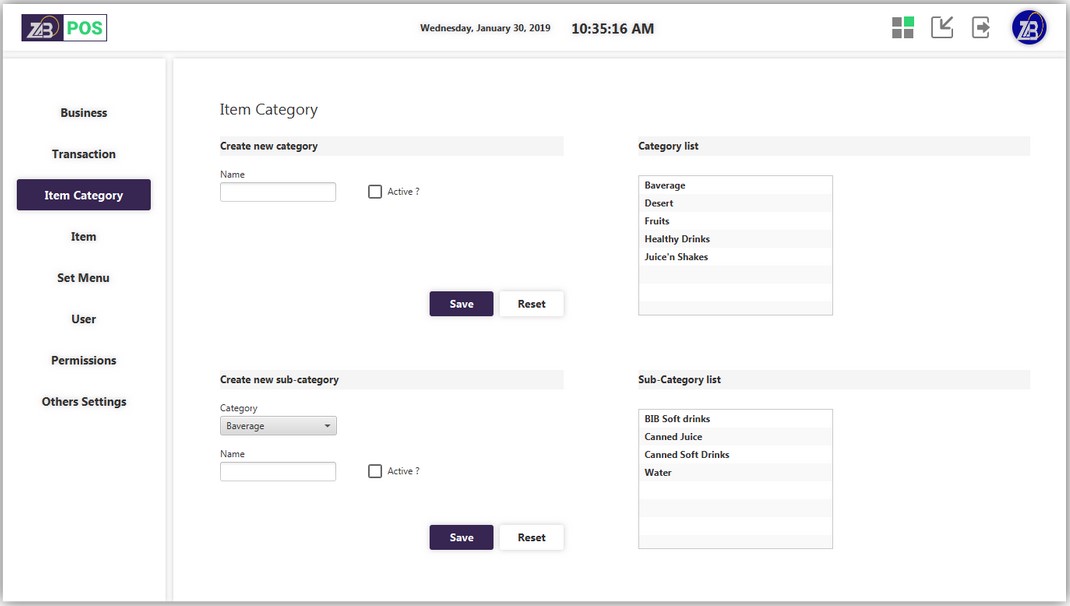 ZB POS
Wednesday, January 30, 2019
10:35:16 AM
ZB
Business
Transaction
Item Category
Item
Set Menu
User
Permissions
Others Settings
Item Category
Create new category
Name
Active ?
Save
Reset
Category list
Baverage
Desert
Fruits
Healthy Drinks
Juice'n Shakes
Create new sub-category
Category
Baverage
Name
Active ?
Save
Reset
Sub-Category list
BIB Soft drinks
Canned Juice
Canned Soft Drinks
Water